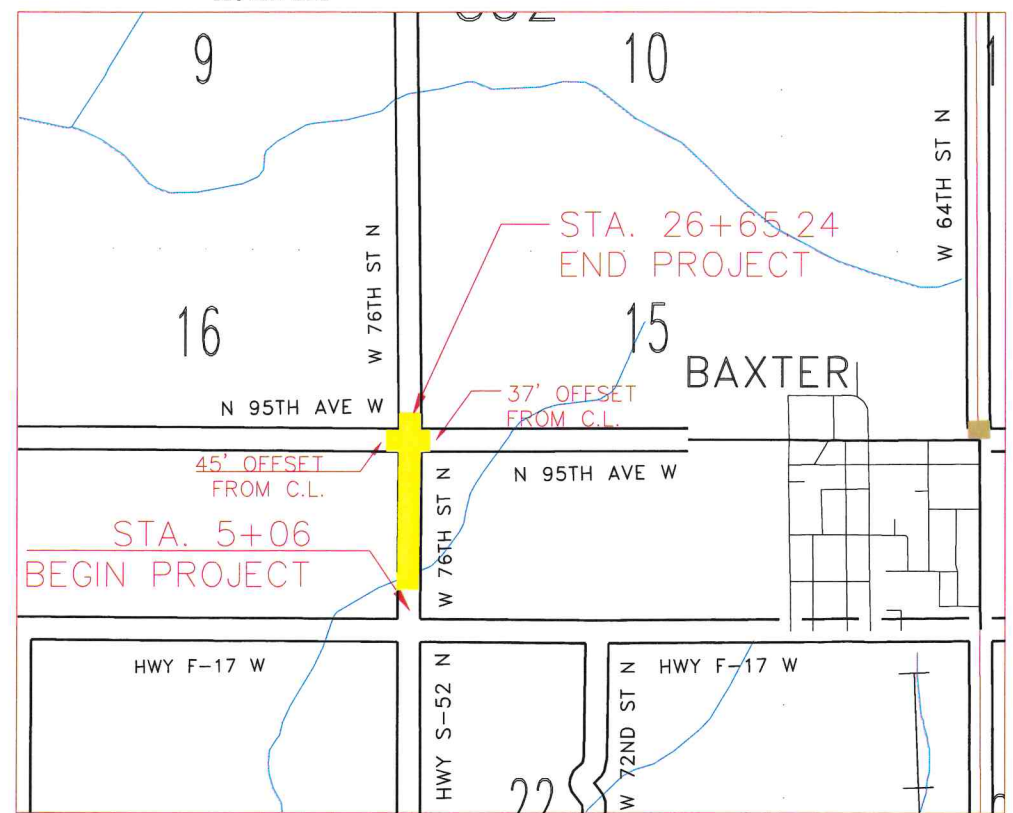 9
10
1
W 64TH ST N
W 76TH ST N
STA. 26+65.24
END PROJECT
16
15
BAXTER
N 95TH AVE W
37' OFFSET
FROM C.L.
45' OFFSET
FROM C.L.
N 95TH AVE W
W 76TH ST N
STA. 5+06
BEGIN PROJECT
HWY F-17 W
HWY S-52 N
W 72ND ST N
HWY F-17 W
22